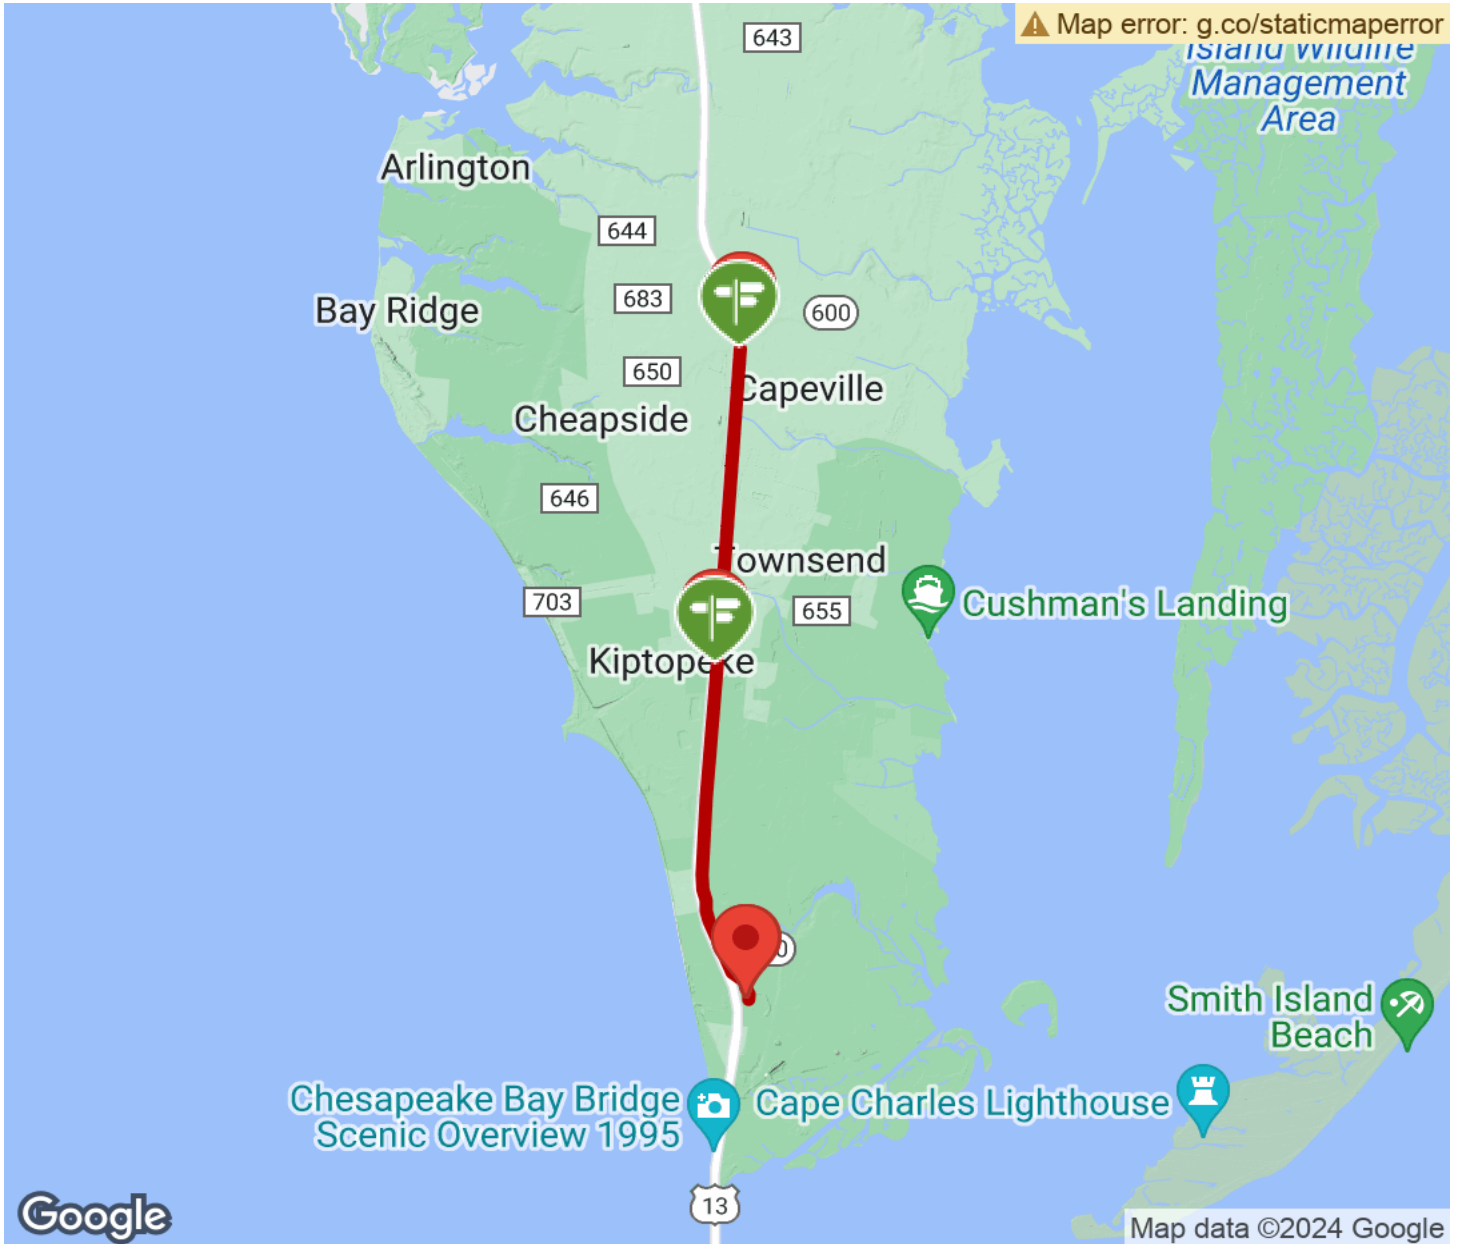 Map error: g.co/staticmaperror
643
Island Wildlife
Management
Area
Arlington
644
683
600
Bay Ridge
650
Capeville
Cheapside
646
Townsend
703
655
Cushman's Landing
Kiptopeke
Smith Island
Beach
Chesapeake Bay Bridge
Scenic Overview 1995
Cape Charles Lighthouse
13
Google
Map data ©2024 Google